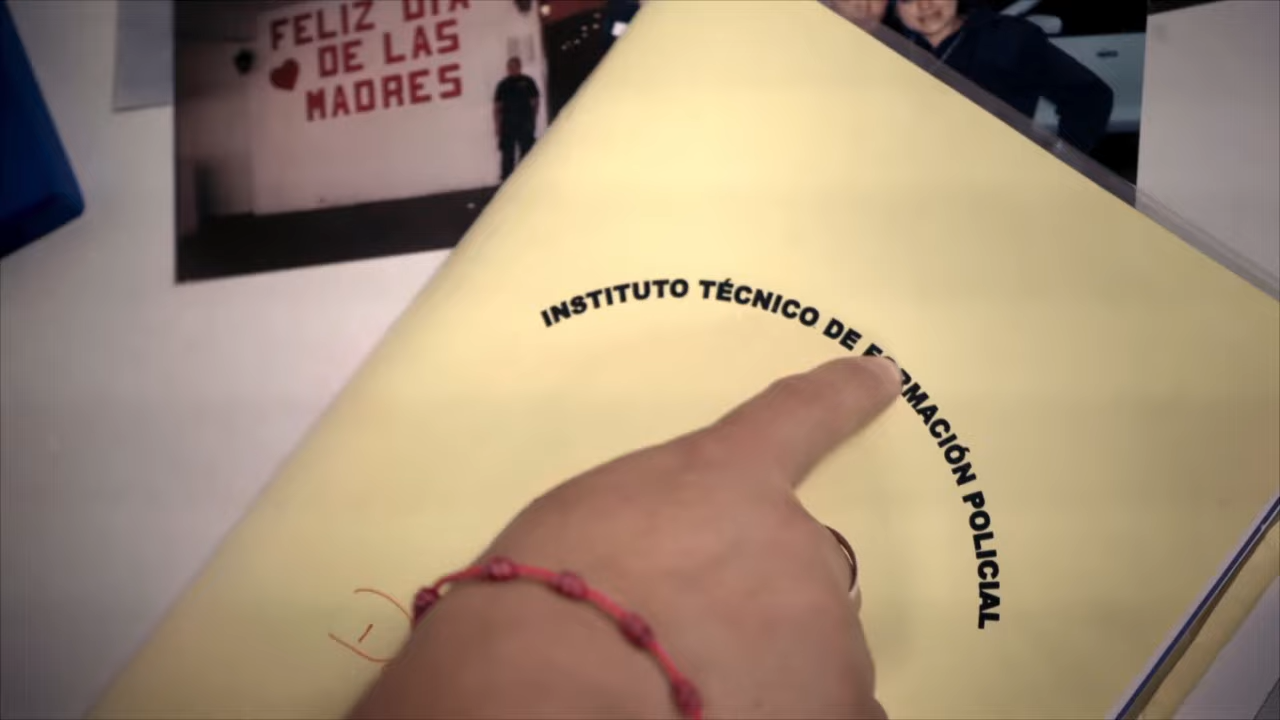 FELIZ DIA
DE LAS
MADRES
INSTITUTO TÉCNICO DE FORMACIÓN POLICIAL